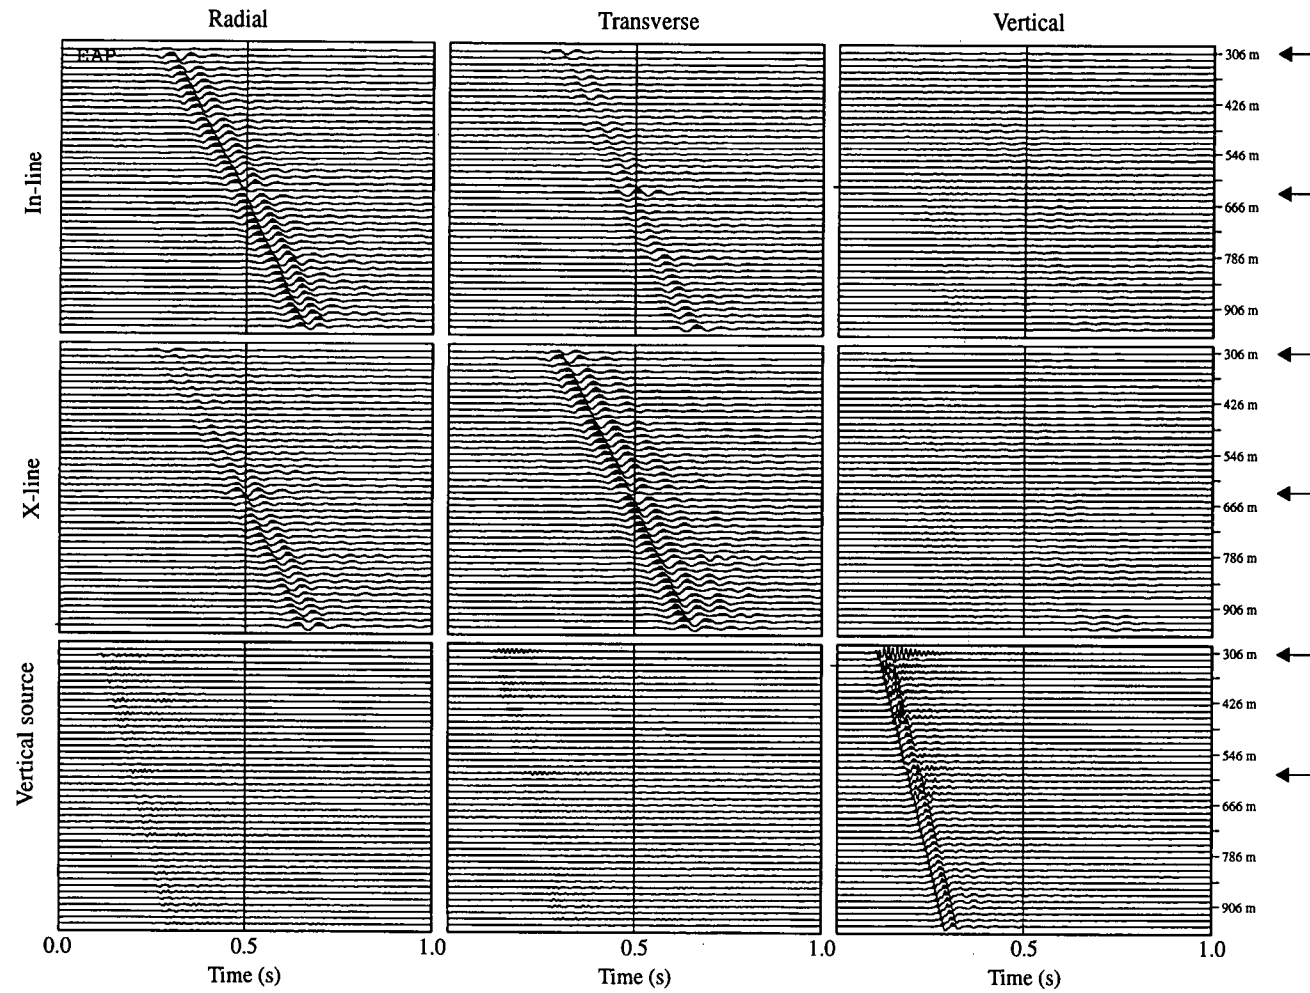 Radial Transverse Vertical
In-line
EAP
306 m
426 m
546 m
666 m
786 m
906 m
X-line
306 m
426 m
546 m
666 m
786 m
906 m
Vertical source
306 m
426 m
546 m
666 m
786 m
906 m
0.0 0.5 1.0 0.5 1.0 0.5 1.0
Time (s) Time (s) Time (s)